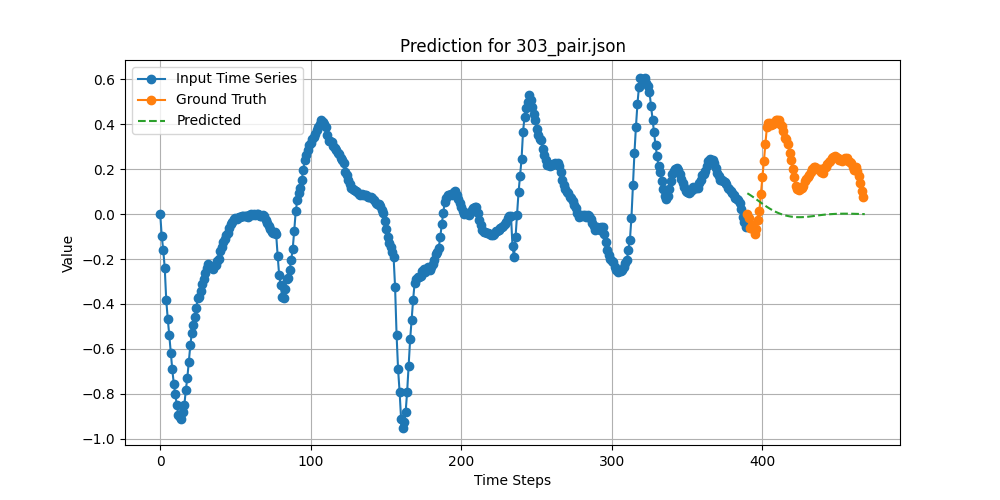 Prediction for 303_pair.json
Input Time Series
Ground Truth
Predicted
0.6
0.4
0.2
0.0
−0.2
−0.4
−0.6
−0.8
−1.0
Value
0 100 200 300 400
Time Steps